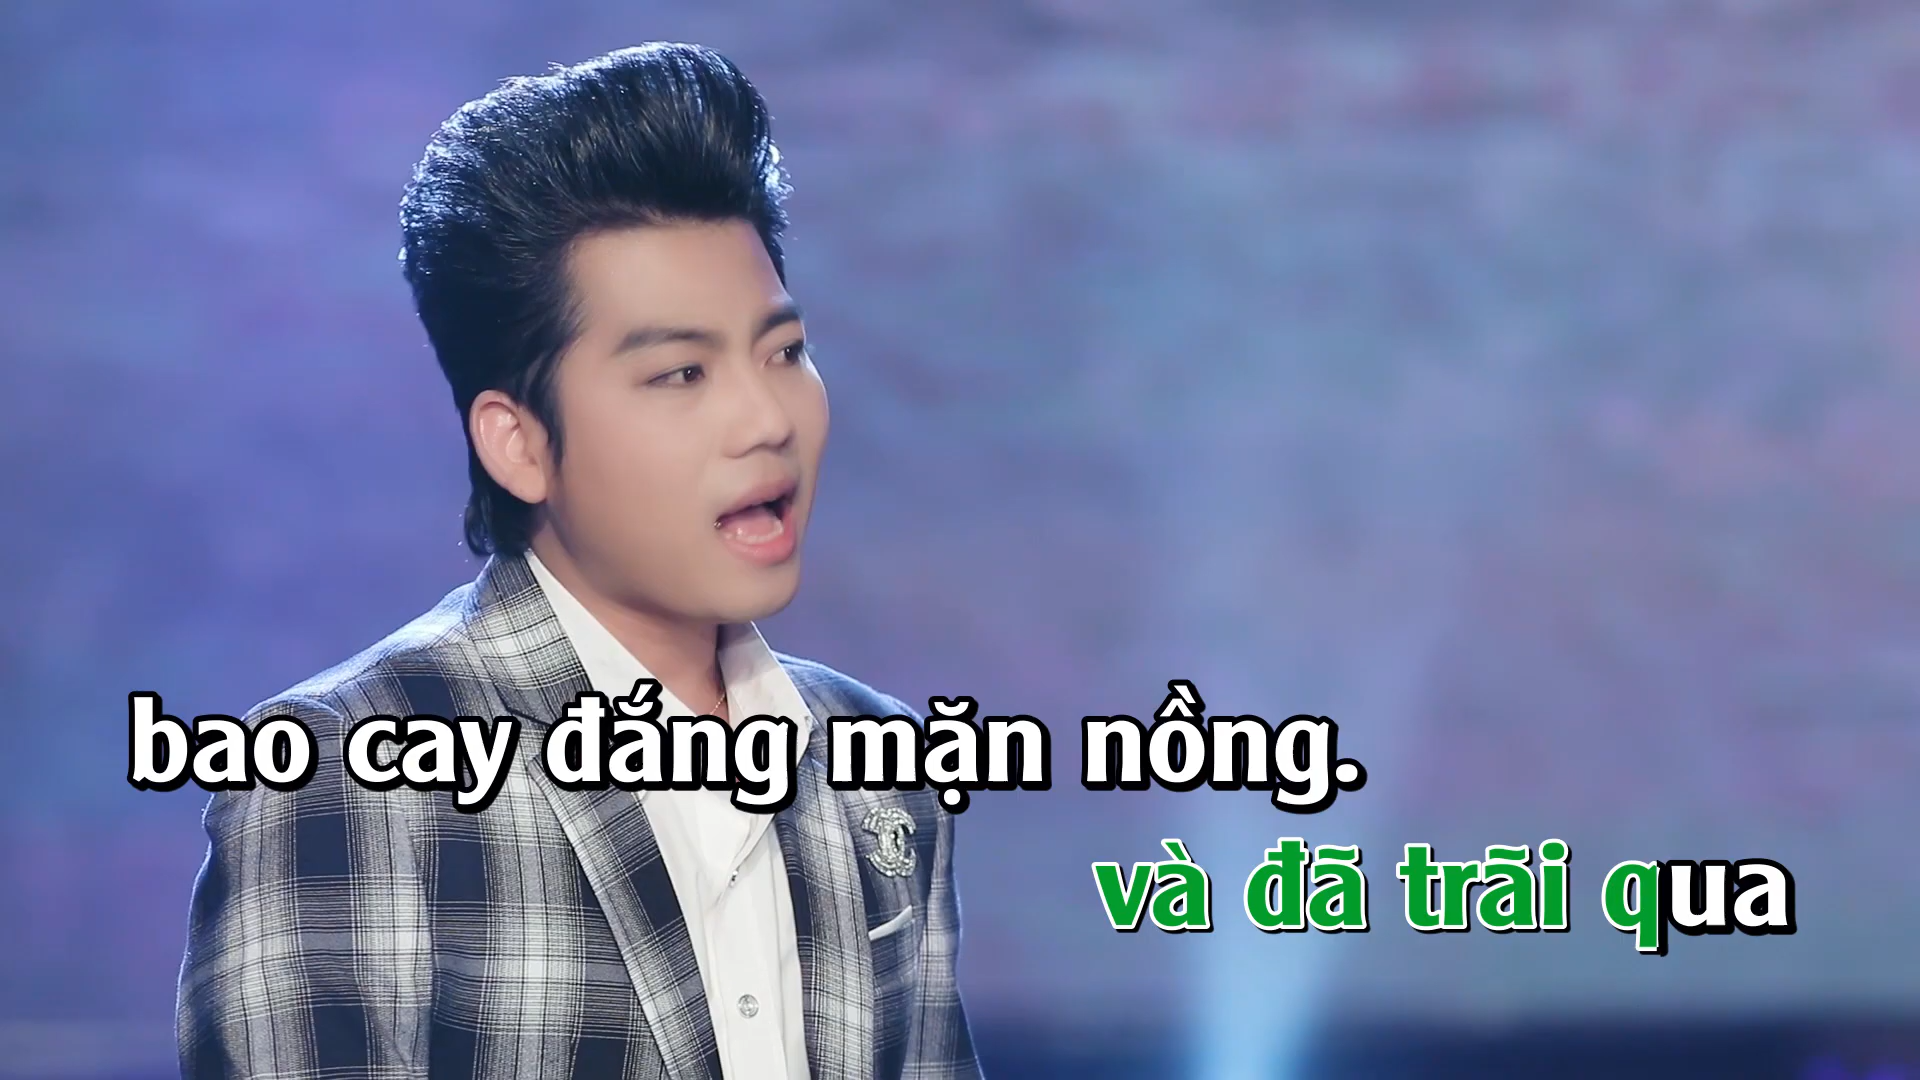 bao cay đắng mặn nồng.
và đã trãi qua